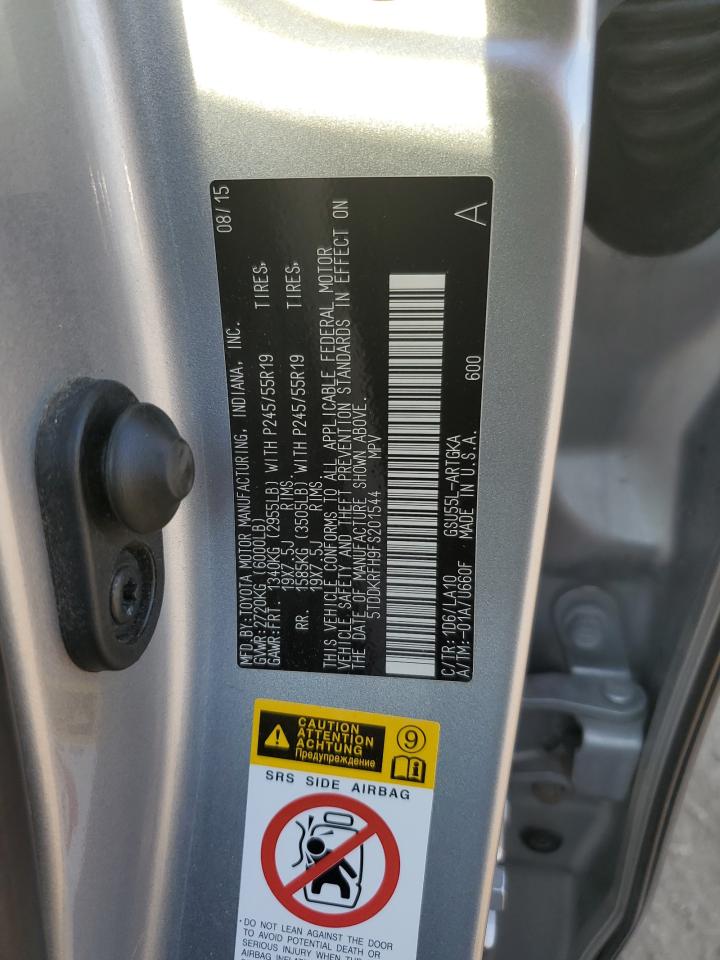 08/15
MFD.BY:TOYOTA MOTOR MANUFACTURING, INDIANA, INC.
GVWR:2720KG(6000LB)
GAWR:FRT. 1340KG (2955LB) WITH P245/55R19 TIRES,
19X7.5J RIMS,
RR. 1585KG (3505LB) WITH P245/55R19 TIRES,
19X7.5J RIMS,
THIS VEHICLE CONFORMS TO ALL APPLICABLE FEDERAL MOTOR
VEHICLE SAFETY AND THEFT PREVENTION STANDARDS IN EFFECT ON
THE DATE OF MANUFACTURE SHOWN ABOVE.
5TDDKRFH9FS201544 MPV
C/TR:1D6/LA10 GSU55L-ARTGKA 600 A
A/TM:-01A/U660F MADE IN U.S.A.
CAUTION
ATTENTION
ACHTUNG
Предупреждение
9
SRS SIDE AIRBAG
· DO NOT LEAN AGAINST THE DOOR
TO AVOID POTENTIAL DEATH OR
SERIOUS INJURY WHEN THE